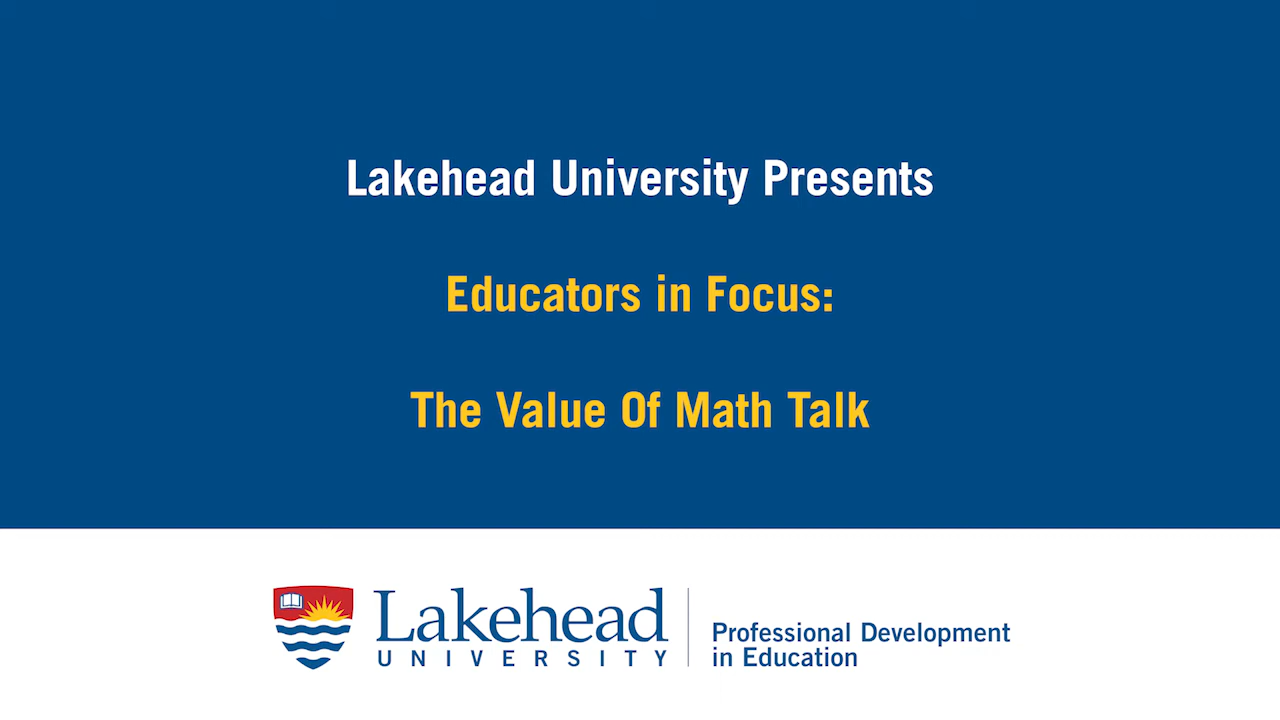 Lakehead University Presents
Educators in Focus:
The Value Of Math Talk
Lakehead
UNIVERSITY
Professional Development
in Education